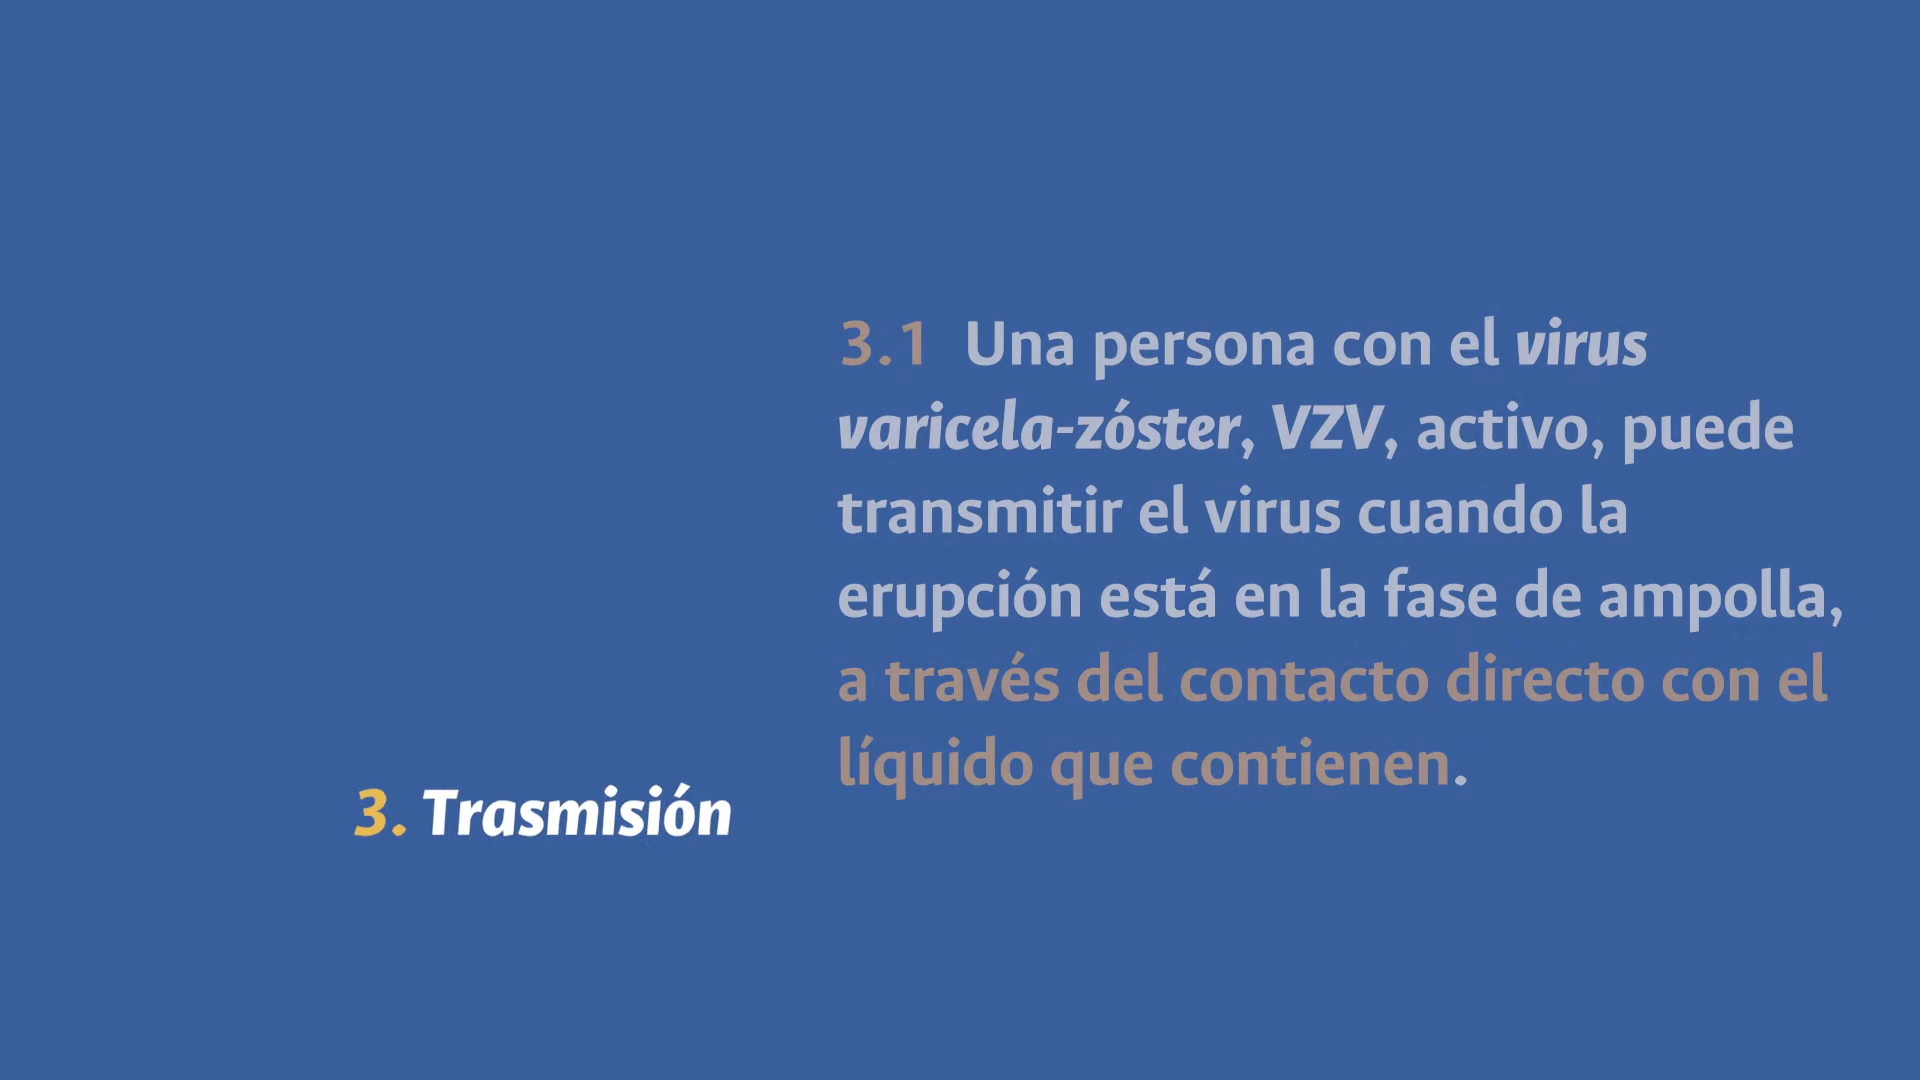 3. Trasmisión
3.1 Una persona con el virus
varicela-zóster, VZV, activo, puede
transmitir el virus cuando la
erupción está en la fase de ampolla,
a través del contacto directo con el
líquido que contienen.